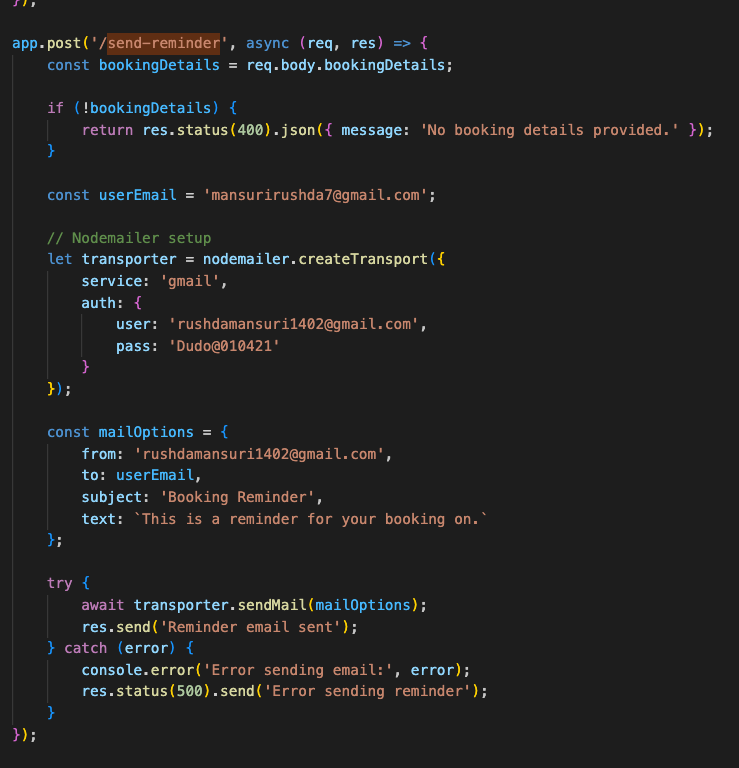 });
app.post('/send-reminder', async (req, res) => {
const bookingDetails = req.body.bookingDetails;
if (!bookingDetails) {
return res.status(400).json({ message: 'No booking details provided.' });
}
const userEmail = 'mansurirushda7@gmail.com';
// Nodemailer setup
let transporter = nodemailer.createTransport({
service: 'gmail',
auth: {
user: 'rushdamansuri1402@gmail.com',
pass: 'Dudo@010421'
}
});
const mailOptions = {
from: 'rushdamansuri1402@gmail.com',
to: userEmail,
subject: 'Booking Reminder',
text: `This is a reminder for your booking on.`
};
try {
await transporter.sendMail(mailOptions);
res.send('Reminder email sent');
} catch (error) {
console.error('Error sending email:', error);
res.status(500).send('Error sending reminder');
}
});